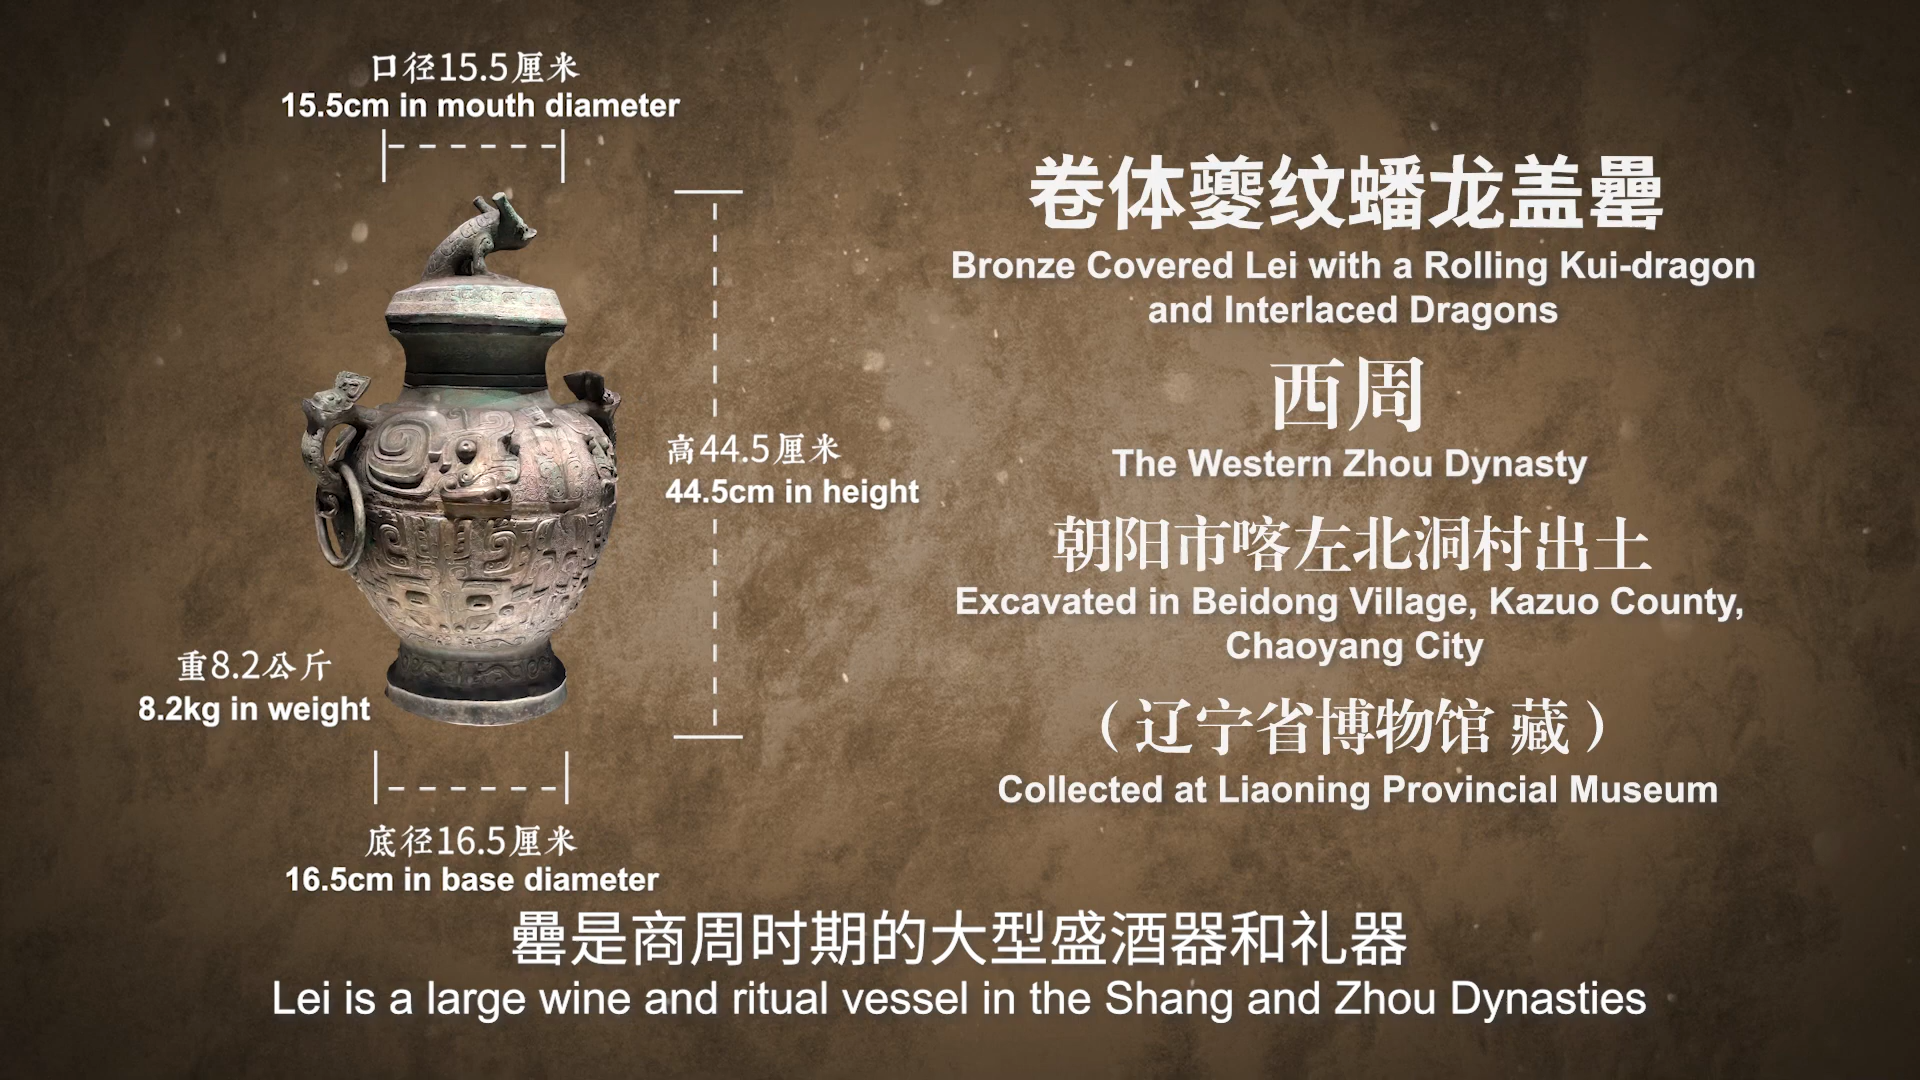 口径15.5厘米
15.5cm in mouth diameter
高44.5厘米
44.5cm in height
重8.2公斤
8.2kg in weight
底径16.5厘米
16.5cm in base diameter
卷体夔纹蟠龙盖罍
Bronze Covered Lei with a Rolling Kui-dragon
and Interlaced Dragons
西周
The Western Zhou Dynasty
朝阳市喀左北洞村出土
Excavated in Beidong Village, Kazuo County,
Chaoyang City
（辽宁省博物馆 藏）
Collected at Liaoning Provincial Museum
罍是商周时期的大型盛酒器和礼器
Lei is a large wine and ritual vessel in the Shang and Zhou Dynasties